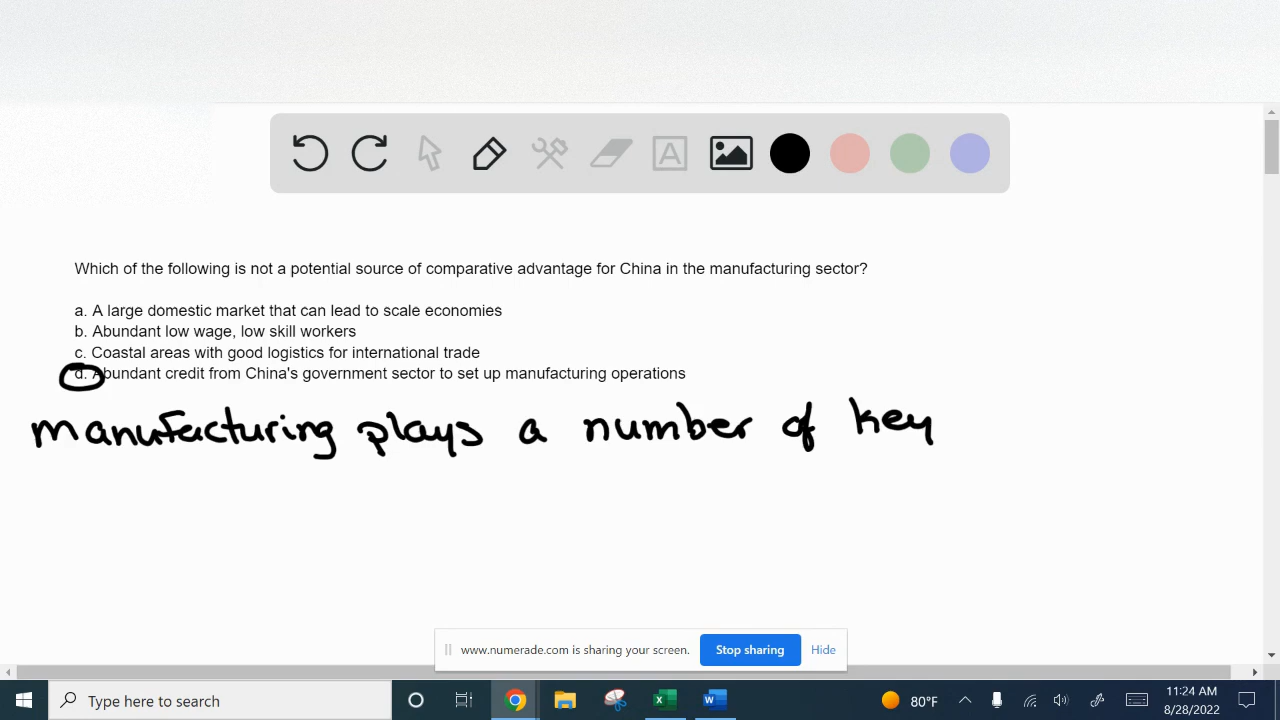 A
Which of the following is not a potential source of comparative advantage for China in the manufacturing sector?
a. A large domestic market that can lead to scale economies
b. Abundant low wage, low skill workers
c. Coastal areas with good logistics for international trade
d. Abundant credit from China's government sector to set up manufacturing operations
manufacturing plays a number of key
www.numerade.com is sharing your screen. Stop sharing Hide
Type here to search
80°F
11:24 AM
8/28/2022